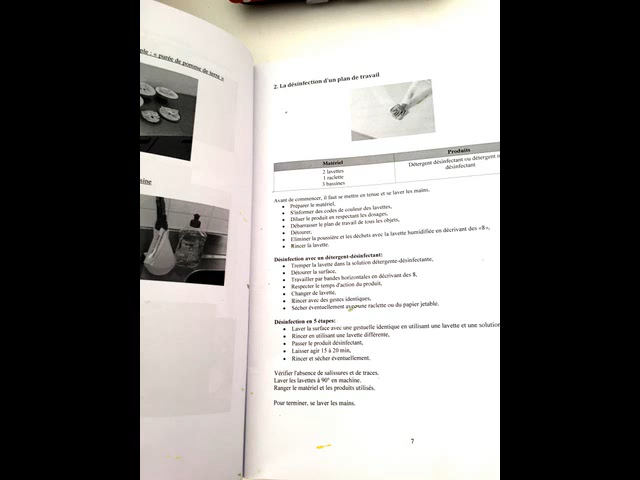 ple : « purée de pomme de terre »
sine
2. La désinfection d'un plan de travail
Matériel
Produits
2 lavettes
1 raclette
3 bassines
Détergent désinfectant ou détergent
désinfectant
Avant de commencer, il faut se mettre en tenue et se laver les mains.
• Préparer le matériel,
• S'informer des codes de couleur des lavettes,
• Diluer le produit en respectant les dosages,
• Débarrasser le plan de travail de tous les objets,
• Détourer,
• Eliminer la poussière et les déchets avec la lavette humidifiée en décrivant des «8»,
• Rincer la lavette.
Désinfection avec un détergent-désinfectant:
• Tremper la lavette dans la solution détergente-désinfectante,
• Détourer la surface,
• Travailler par bandes horizontales en décrivant des 8,
• Respecter le temps d'action du produit,
• Changer de lavette,
• Rincer avec des gestes identiques,
• Sécher éventuellement avec une raclette ou du papier jetable.
Désinfection en 5 étapes:
• Laver la surface avec une gestuelle identique en utilisant une lavette et une solution
• Rincer en utilisant une lavette différente,
• Passer le produit désinfectant,
• Laisser agir 15 à 20 min,
• Rincer et sécher éventuellement.
Vérifier l'absence de salissures et de traces.
Laver les lavettes à 90° en machine.
Ranger le matériel et les produits utilisés.
Pour terminer, se laver les mains.
7